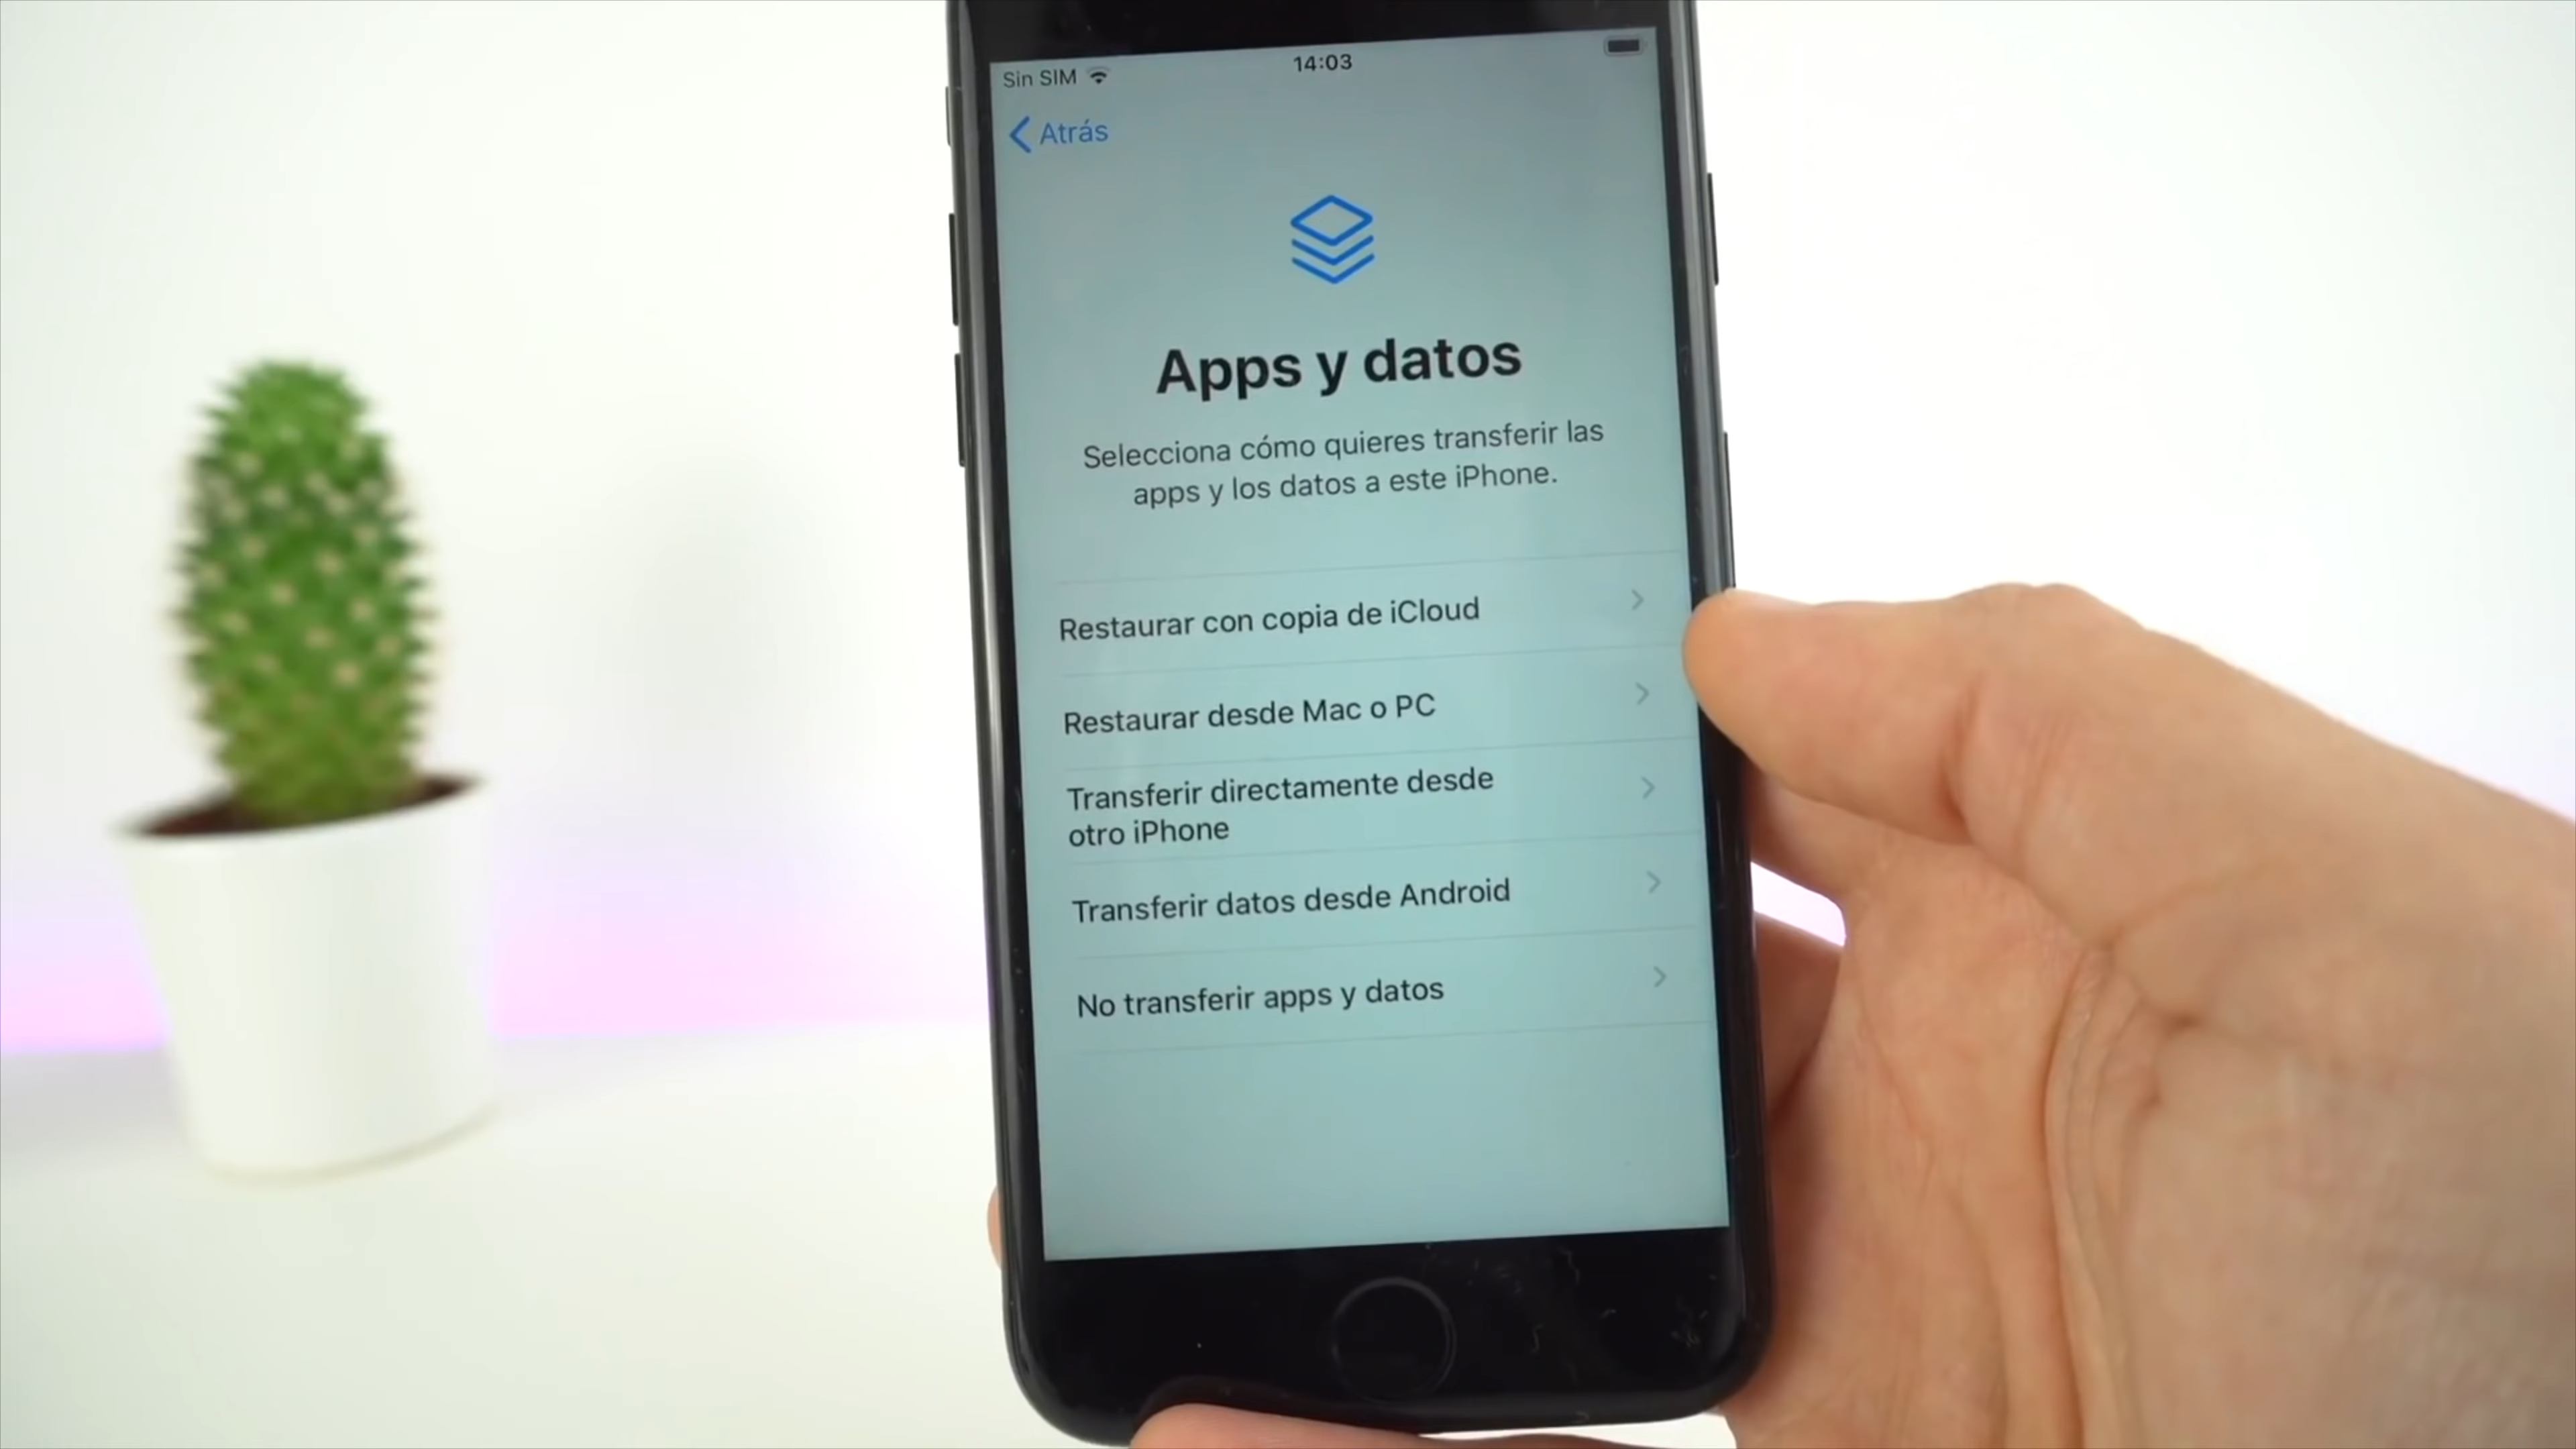 Sin SIM
14:03
Atrás
Apps y datos
Selecciona cómo quieres transferir las
apps y los datos a este iPhone.
Restaurar con copia de iCloud
Restaurar desde Mac o PC
Transferir directamente desde
otro iPhone
Transferir datos desde Android
No transferir apps y datos